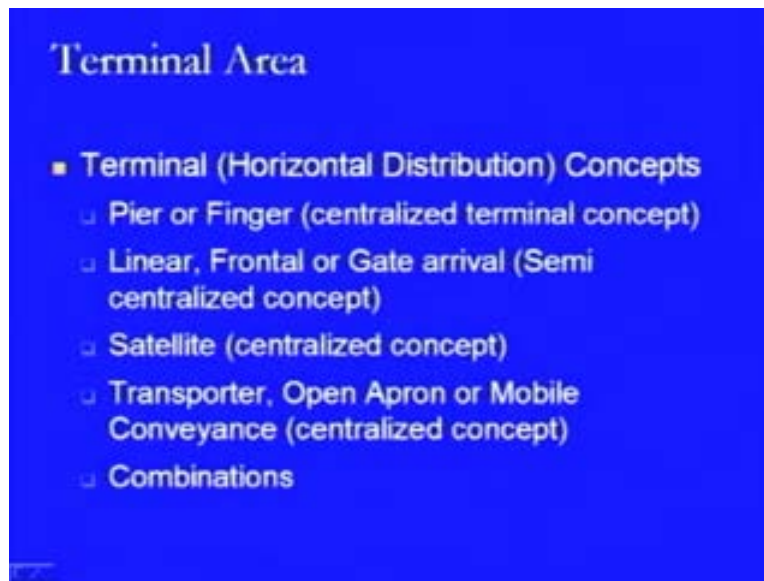 Terminal Area
Terminal (Horizontal Distribution) Concepts
Pier or Finger (centralized terminal concept)
Linear, Frontal or Gate arrival (Semi
centralized concept)
Satellite (centralized concept)
Transporter, Open Apron or Mobile
Conveyance (centralized concept)
Combinations